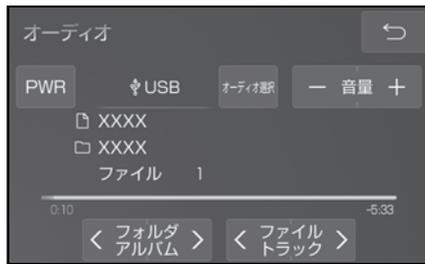 オーディオ
PWR USB オーディオ選択 － 音量 ＋
XXXX
XXXX
ファイル 1
0:10 -5:33
＜ フォルダ アルバム ＞ ＜ ファイル トラック ＞